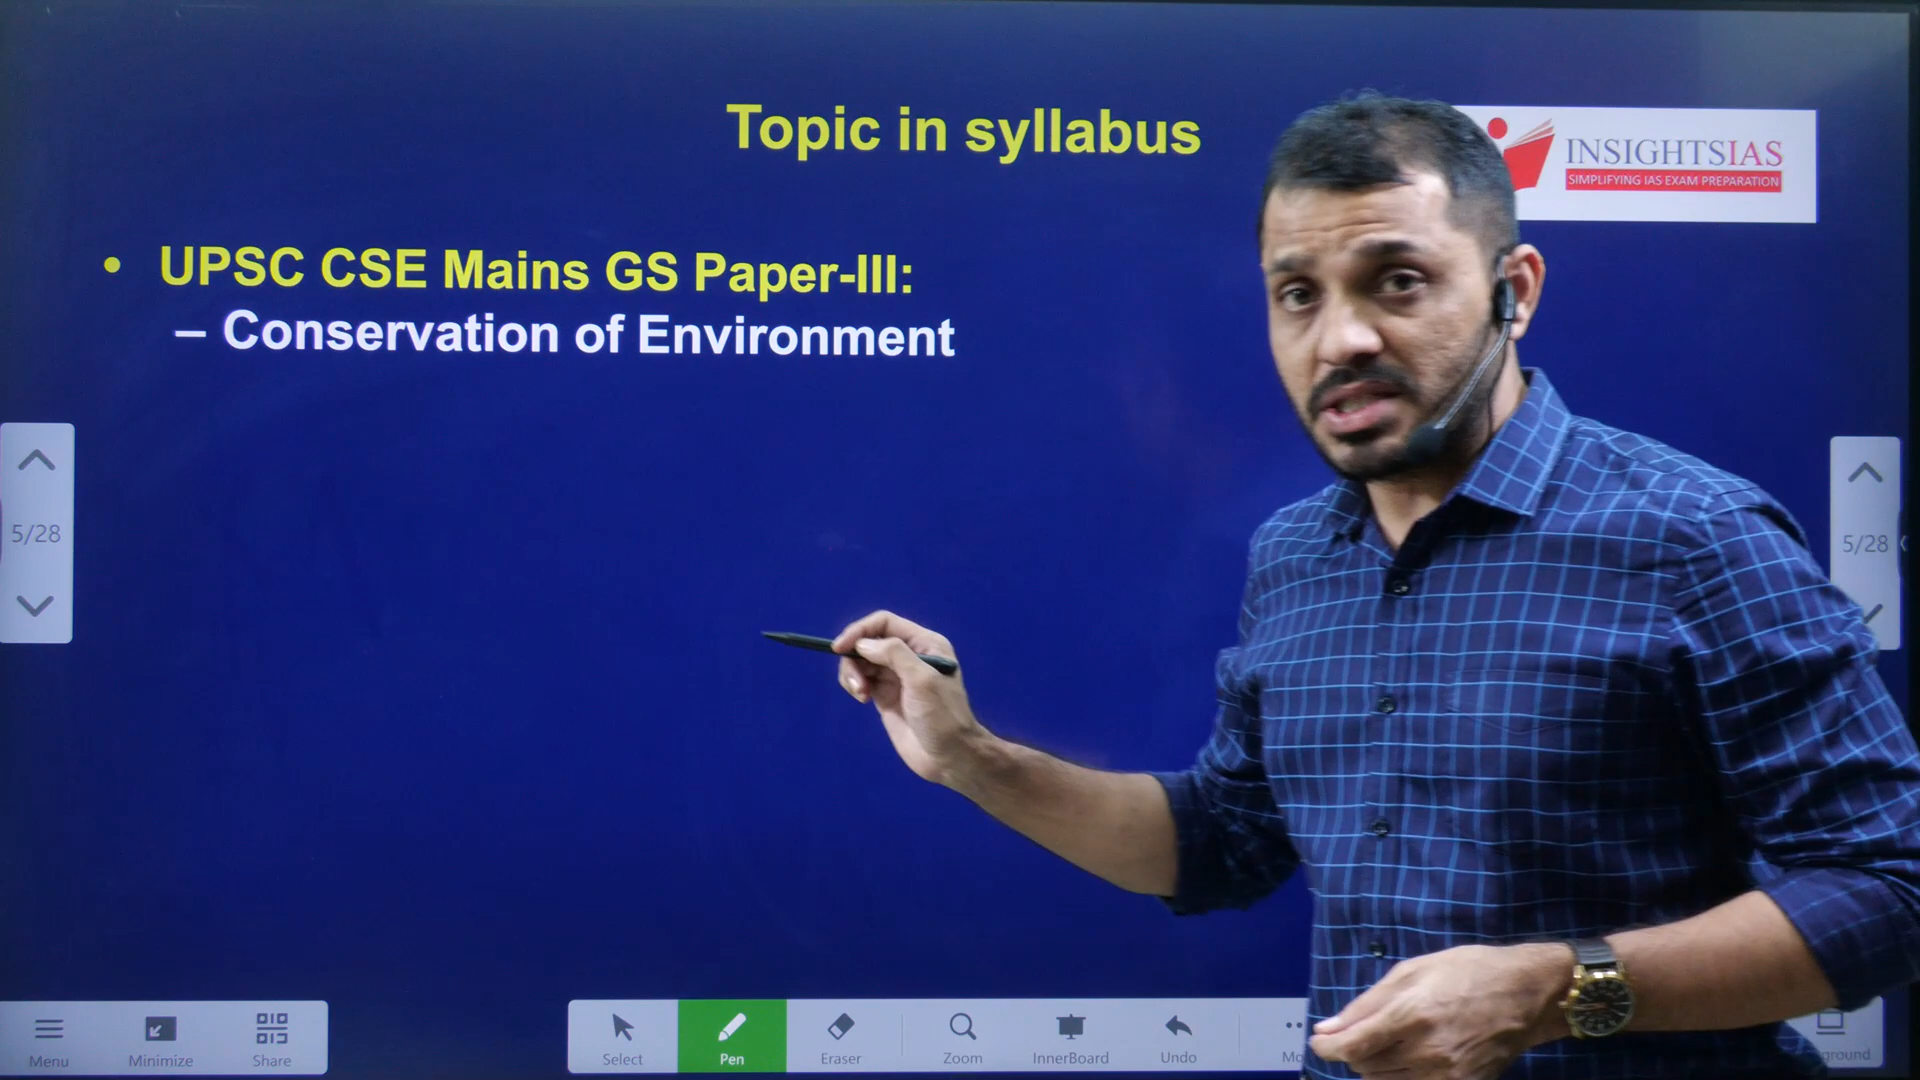 Topic in syllabus
INSIGHTSIAS
SIMPLIFYING IAS EXAM PREPARATION
• UPSC CSE Mains GS Paper-III:
– Conservation of Environment
5/28
5/28
Menu
Minimize
Share
Select
Pen
Eraser
Zoom
InnerBoard
Undo